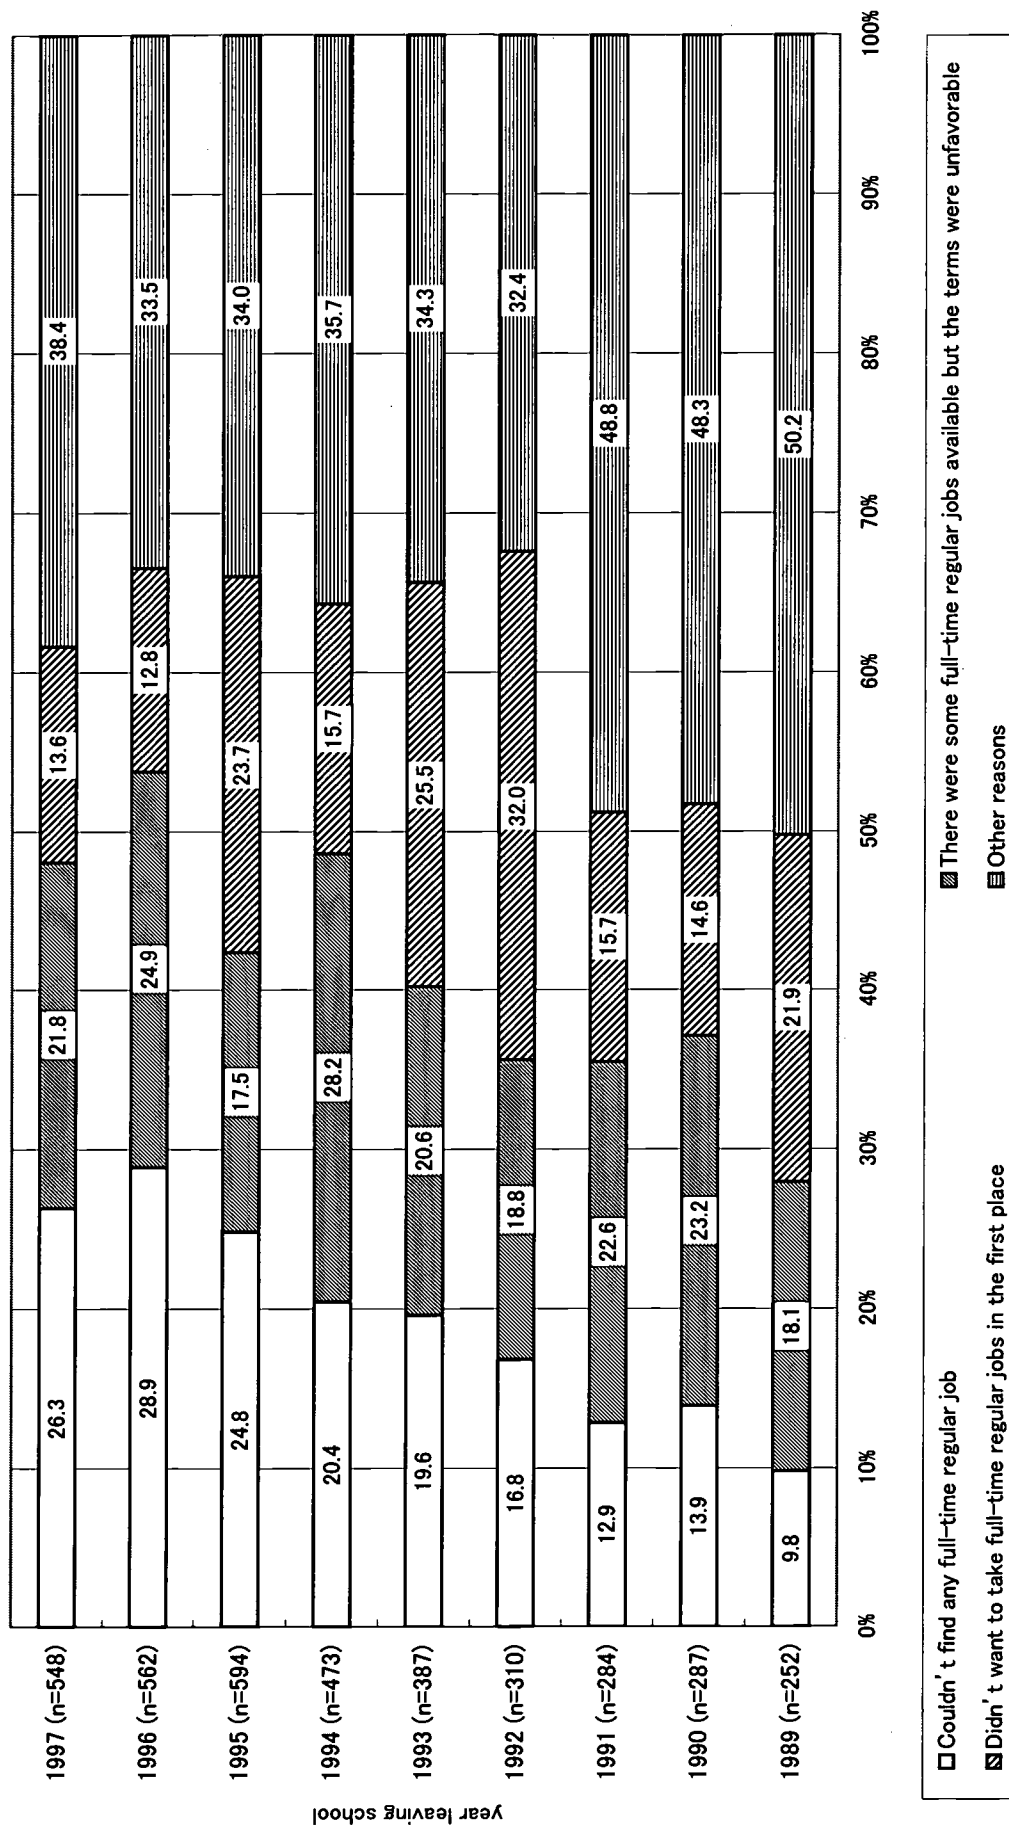 year leaving school
1997 (n=548) 26.3 21.8 13.6 38.4
1996 (n=562) 28.9 24.9 12.8 33.5
1995 (n=594) 24.8 17.5 23.7 34.0
1994 (n=473) 20.4 28.2 15.7 35.7
1993 (n=387) 19.6 20.6 25.5 34.3
1992 (n=310) 16.8 18.8 32.0 32.4
1991 (n=284) 12.9 22.6 15.7 48.8
1990 (n=287) 13.9 23.2 14.6 48.3
1989 (n=252) 9.8 18.1 21.9 50.2
0% 10% 20% 30% 40% 50% 60% 70% 80% 90% 100%
Couldn't find any full-time regular job
There were some full-time regular jobs available but the terms were unfavorable
Didn't want to take full-time regular jobs in the first place
Other reasons